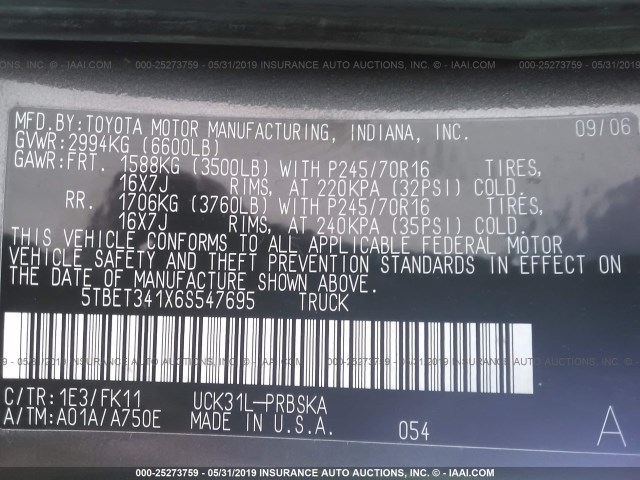 000-25273759 - 05/31/2019 INSURANCE AUTO AUCTIONS, INC. - IAAI.COM
MFD.BY:TOYOTA MOTOR MANUFACTURING, INDIANA, INC. 09/06
GVWR:2994KG (6600LB)
GAWR:FRT. 1588KG (3500LB) WITH P245/70R16 TIRES,
16X7J RIMS, AT 220KPA (32PSI) COLD.
RR. 1706KG (3760LB) WITH P245/70R16 TIRES,
16X7J RIMS, AT 240KPA (35PSI) COLD.
THIS VEHICLE CONFORMS TO ALL APPLICABLE FEDERAL MOTOR
VEHICLE SAFETY AND THEFT PREVENTION STANDARDS IN EFFECT ON
THE DATE OF MANUFACTURE SHOWN ABOVE.
5TBET341X6S547695 TRUCK
C/TR:1E3/FK11 UCK31L-PRBSKA
A/TM:A01A/A750E MADE IN U.S.A. 054 A
000-25273759 - 05/31/2019 INSURANCE AUTO AUCTIONS, INC. - IAAI.COM